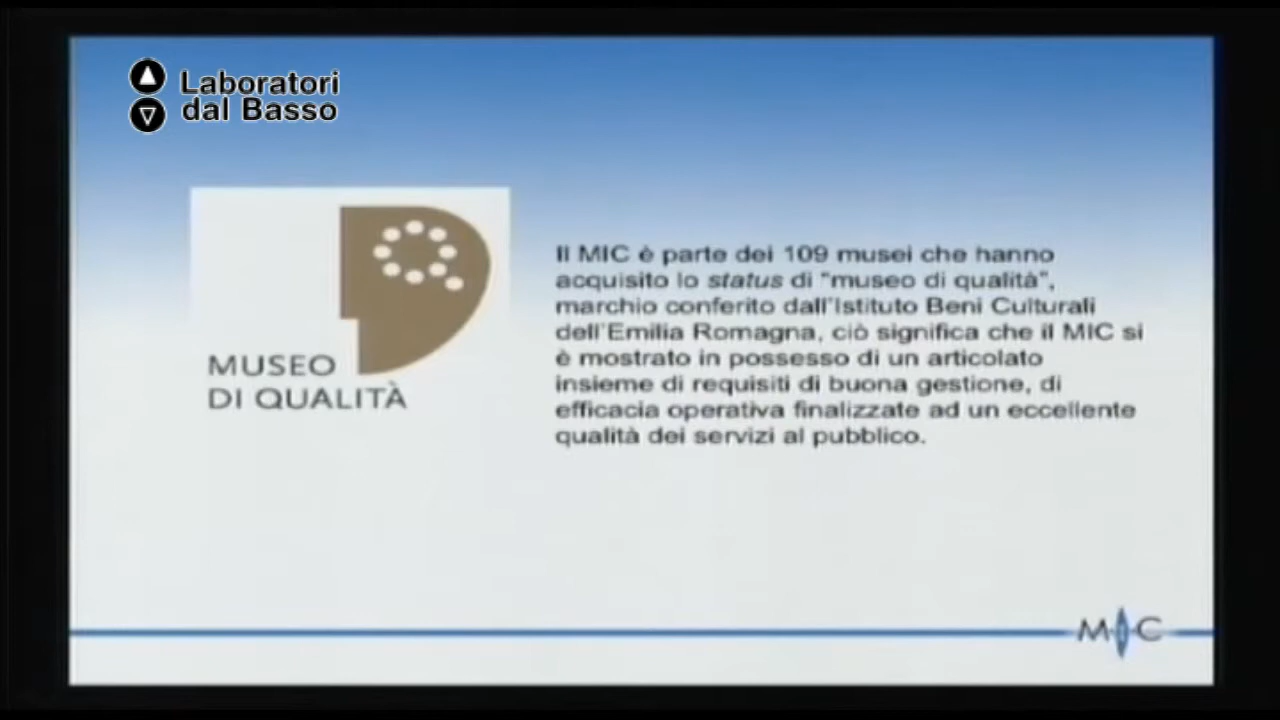 Laboratori
dal Basso
MUSEO
DI QUALITÀ
Il MIC è parte dei 109 musei che hanno
acquisito lo status di "museo di qualità",
marchio conferito dall'Istituto Beni Culturali
dell'Emilia Romagna, ciò significa che il MIC si
è mostrato in possesso di un articolato
insieme di requisiti di buona gestione, di
efficacia operativa finalizzate ad un eccellente
qualità dei servizi al pubblico.
MIC